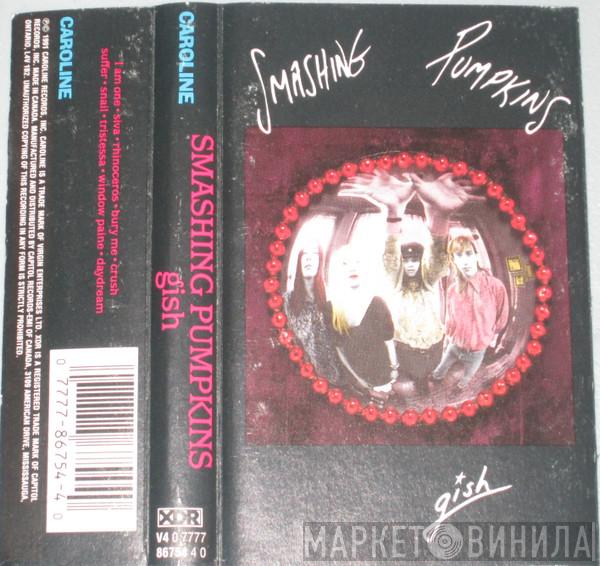 ℗© 1991 CAROLINE RECORDS, INC. CAROLINE IS A TRADE MARK OF VIRGIN ENTERPRISES LTD. XDR IS A REGISTERED TRADE MARK OF CAPITOL
RECORDS, INC. MADE IN CANADA. MANUFACTURED AND DISTRIBUTED BY CAPITOL RECORDS-EMI OF CANADA, 3109 AMERICAN DRIVE, MISSISSAUGA,
ONTARIO, L4V 1B2. UNAUTHORIZED COPYING OF THIS RECORDING IN ANY FORM IS STRICTLY PROHIBITED.
CAROLINE
I am one • siva • rhinoceros • bury me • crush
suffer • snail • tristessa • window paine • daydream
0 7777-86754-4 0
CAROLINE
SMASHING PUMPKINS
gish
XDR
V4 0 7777
86754 4 0
SMASHING PUMPKINS
gish
МАРКЕТ ВИНИЛА